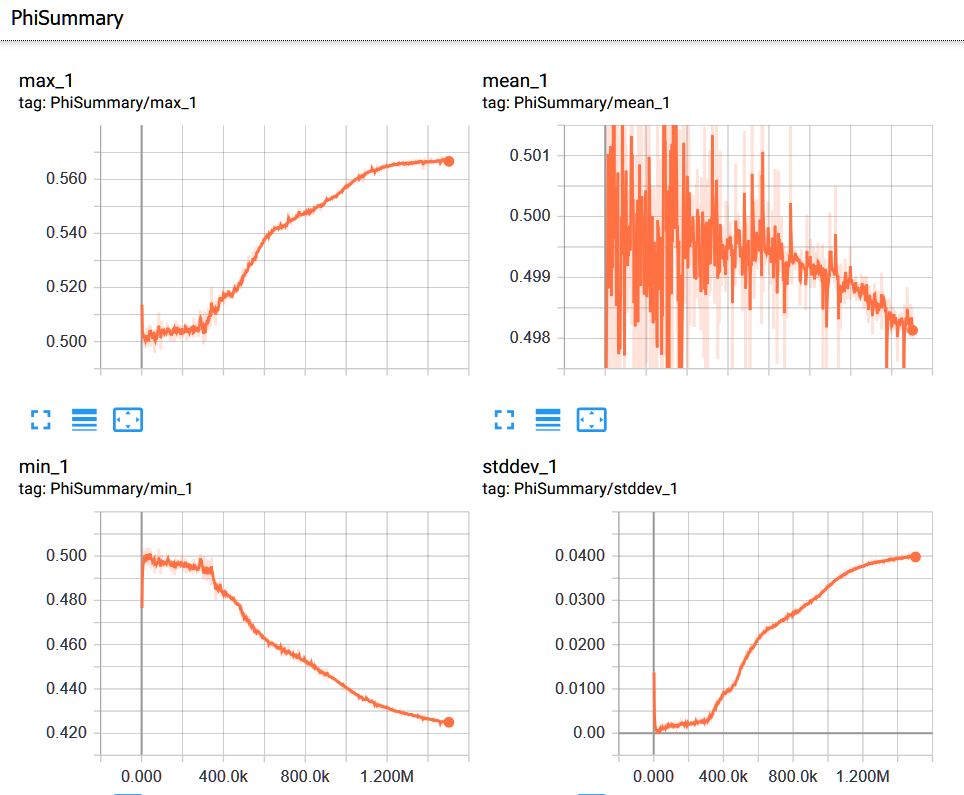 PhiSummary
max_1
tag: PhiSummary/max_1
0.560
0.540
0.520
0.500
mean_1
tag: PhiSummary/mean_1
0.501
0.500
0.499
0.498
min_1
tag: PhiSummary/min_1
0.500
0.480
0.460
0.440
0.420
0.000 400.0k 800.0k 1.200M
stddev_1
tag: PhiSummary/stddev_1
0.0400
0.0300
0.0200
0.0100
0.00
0.000 400.0k 800.0k 1.200M